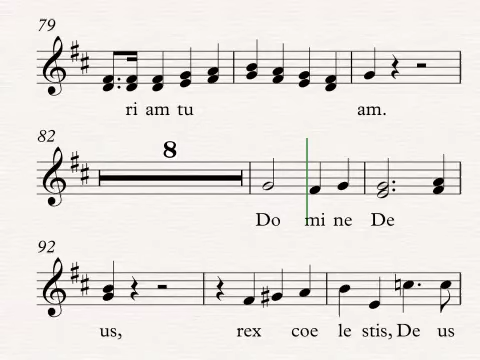 79
ri am tu am.
82
8
Do mi ne De
92
us, rex coe le stis, De us